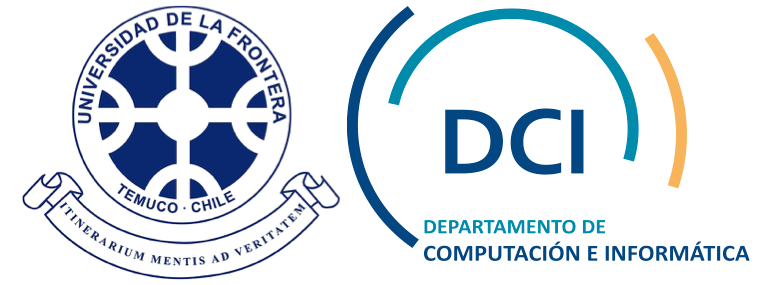 UNIVERSIDAD DE LA FRONTERA
TEMUCO · CHILE
ITINERARIUM MENTIS AD VERITATEM
DCI
DEPARTAMENTO DE
COMPUTACIÓN E INFORMÁTICA